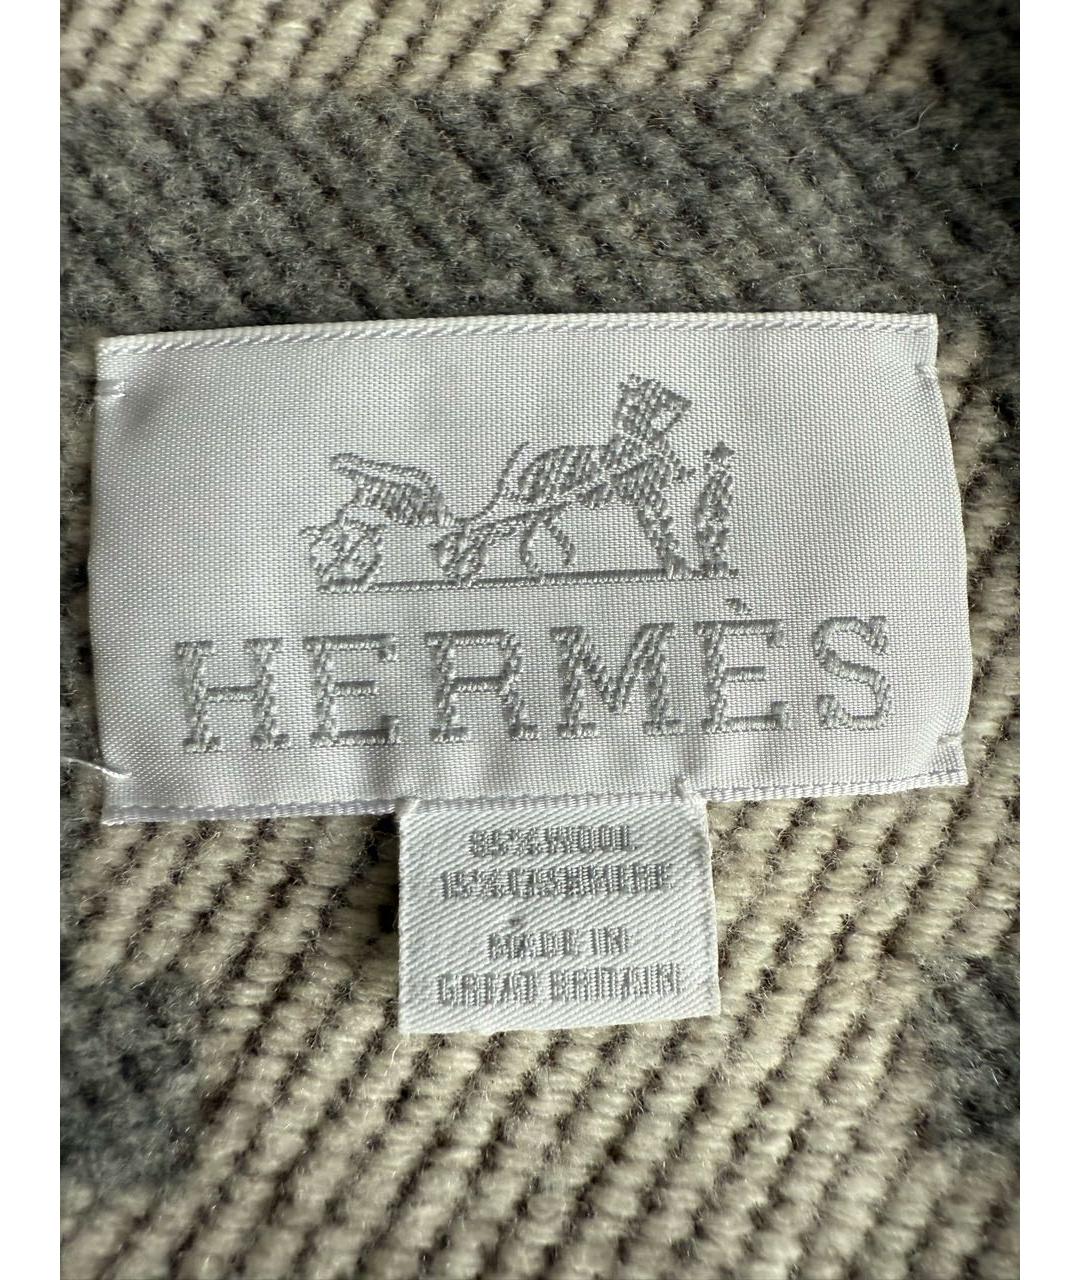 HERMÈS
85% WOOL
15% CASHMERE
MADE IN
GREAT BRITAIN